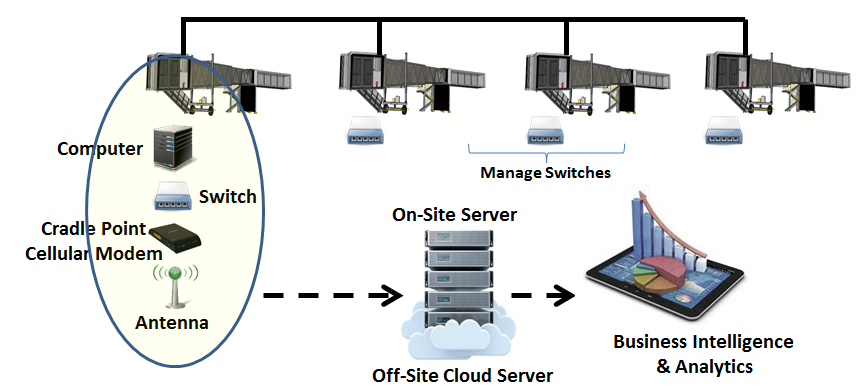 Computer
Manage Switches
Switch
Cradle Point
Cellular Modem
On-Site Server
Antenna
Business Intelligence
& Analytics
Off-Site Cloud Server